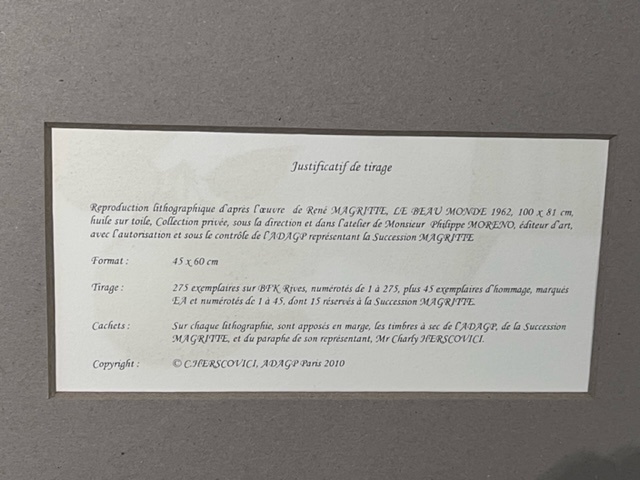 Justificatif de tirage
Reproduction lithographique d'après l'œuvre de René MAGRITTE, LE BEAU MONDE 1962, 100 x 81 cm,
huile sur toile, Collection privée, sous la direction et dans l'atelier de Monsieur Philippe MORENO, éditeur d'art,
avec l'autorisation et sous le contrôle de l'ADAGP représentant la Succession MAGRITTE
Format : 45 x 60 cm
Tirage : 275 exemplaires sur BFK Rives, numérotés de 1 à 275, plus 45 exemplaires d'hommage, marqués
EA et numérotés de 1 à 45, dont 15 réservés à la Succession MAGRITTE.
Cachets : Sur chaque lithographie, sont apposés en marge, les timbres à sec de l'ADAGP, de la Succession
MAGRITTE, et du paraphe de son représentant, Mr Charly HERSCOVICI.
Copyright : © C.HERSCOVICI, ADAGP Paris 2010